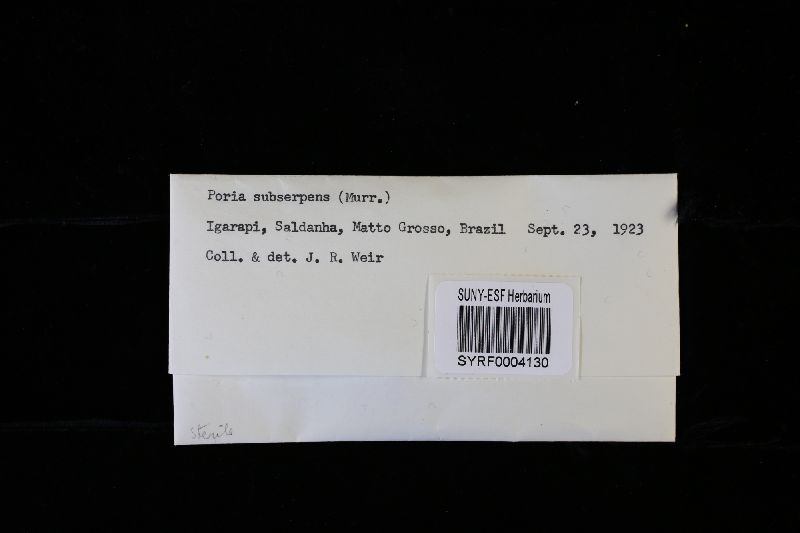 Poria subserpens (Murr.)
Igarapi, Saldanha, Matto Grosso, Brazil Sept. 23, 1923
Coll. & det. J. R. Weir
SUNY-ESF Herbarium
SYRF0004130
sterile